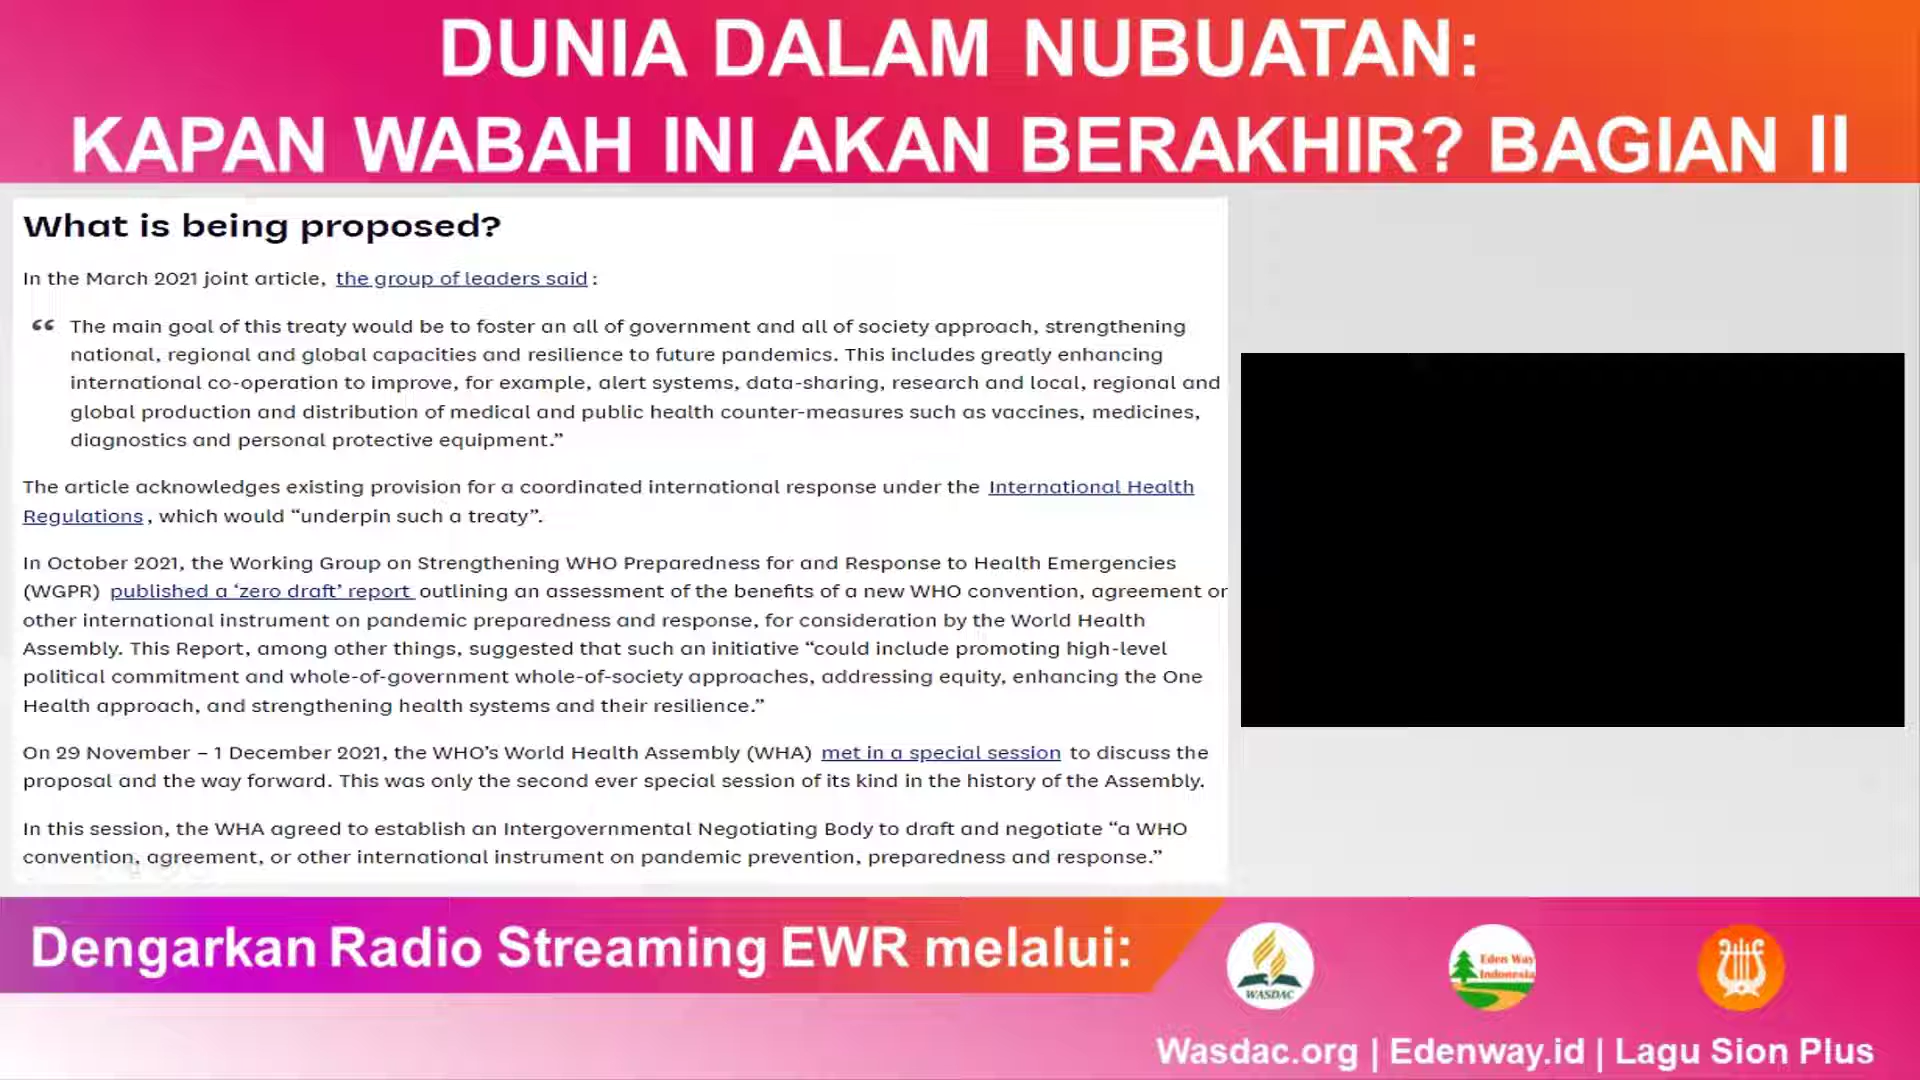 DUNIA DALAM NUBUATAN:
KAPAN WABAH INI AKAN BERAKHIR? BAGIAN II
What is being proposed?
In the March 2021 joint article, the group of leaders said :
“ The main goal of this treaty would be to foster an all of government and all of society approach, strengthening
national, regional and global capacities and resilience to future pandemics. This includes greatly enhancing
international co-operation to improve, for example, alert systems, data-sharing, research and local, regional and
global production and distribution of medical and public health counter-measures such as vaccines, medicines,
diagnostics and personal protective equipment.”
The article acknowledges existing provision for a coordinated international response under the International Health
Regulations , which would “underpin such a treaty”.
In October 2021, the Working Group on Strengthening WHO Preparedness for and Response to Health Emergencies
(WGPR) published a ‘zero draft’ report outlining an assessment of the benefits of a new WHO convention, agreement or
other international instrument on pandemic preparedness and response, for consideration by the World Health
Assembly. This Report, among other things, suggested that such an initiative “could include promoting high-level
political commitment and whole-of-government whole-of-society approaches, addressing equity, enhancing the One
Health approach, and strengthening health systems and their resilience.”
On 29 November – 1 December 2021, the WHO’s World Health Assembly (WHA) met in a special session to discuss the
proposal and the way forward. This was only the second ever special session of its kind in the history of the Assembly.
In this session, the WHA agreed to establish an Intergovernmental Negotiating Body to draft and negotiate “a WHO
convention, agreement, or other international instrument on pandemic prevention, preparedness and response.”
Dengarkan Radio Streaming EWR melalui:
WASDAC
Eden Way
Indonesia
Wasdac.org | Edenway.id | Lagu Sion Plus